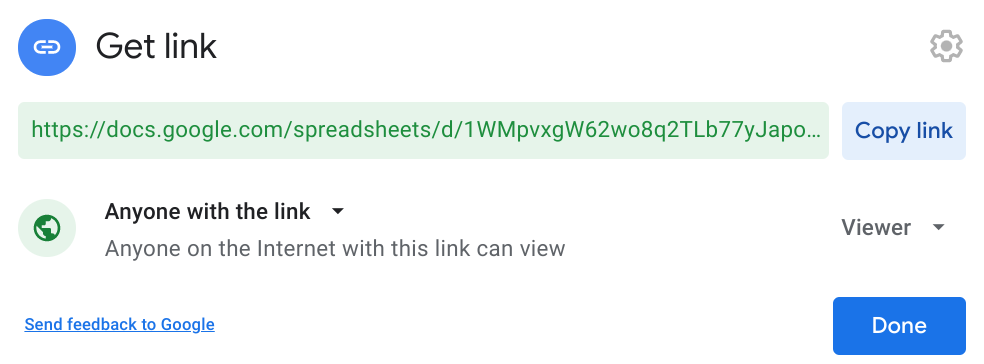 Get link
https://docs.google.com/spreadsheets/d/1WMpvxgW62wo8q2TLb77yJapo...
Copy link
Anyone with the link
Anyone on the Internet with this link can view
Viewer
Send feedback to Google
Done